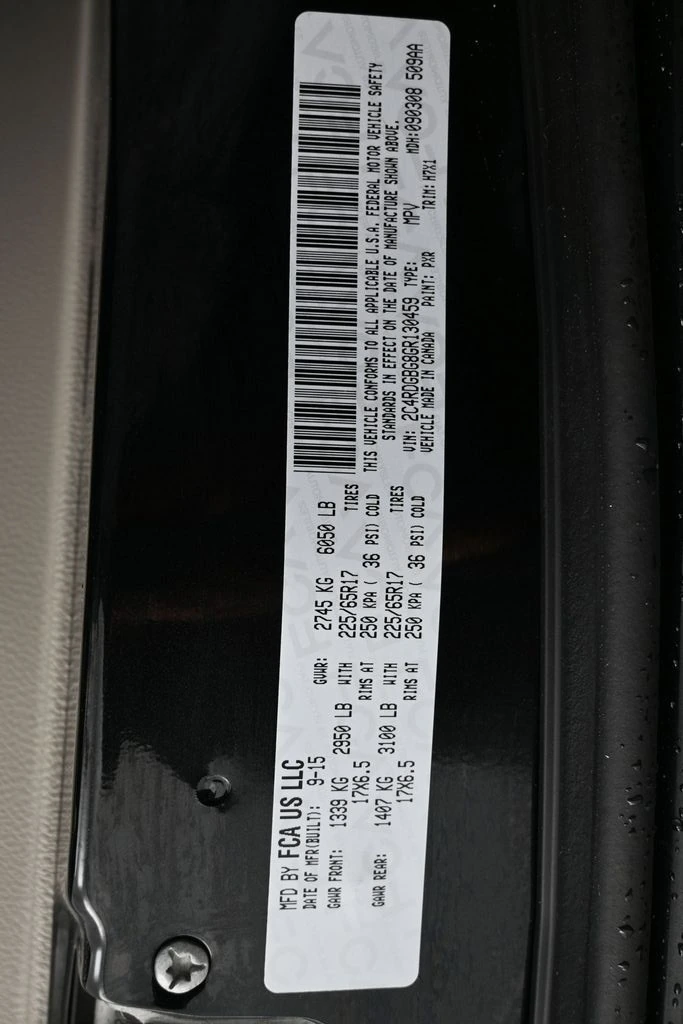 MFD BY FCA US LLC
DATE OF MFR(BUILT): 9-15 GVWR: 2745 KG 6050 LB
GAWR FRONT: 1339 KG 2950 LB WITH 225/65R17 TIRES
17X6.5 RIMS AT 250 KPA ( 36 PSI) COLD
GAWR REAR: 1407 KG 3100 LB WITH 225/65R17 TIRES
17X6.5 RIMS AT 250 KPA ( 36 PSI) COLD
THIS VEHICLE CONFORMS TO ALL APPLICABLE U.S.A. FEDERAL MOTOR VEHICLE SAFETY
STANDARDS IN EFFECT ON THE DATE OF MANUFACTURE SHOWN ABOVE.
VIN: 2C4RDGBG8GR130459 TYPE: MPV MDH:090308 509AA
VEHICLE MADE IN CANADA PAINT: PXR TRIM: H7X1